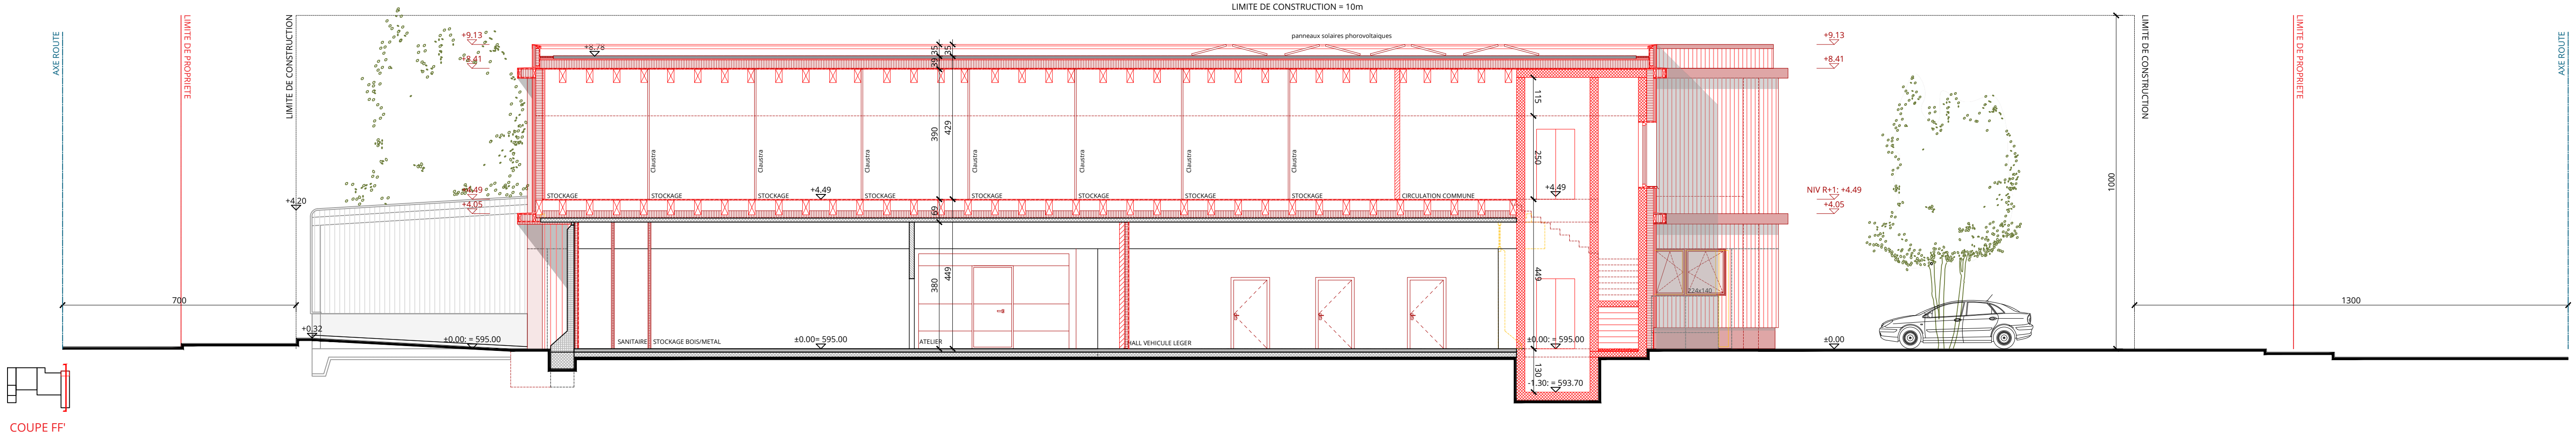 LIMITE DE CONSTRUCTION = 10m
AXE ROUTE
LIMITE DE PROPRIETE
LIMITE DE CONSTRUCTION
+9.13
+8.41
+8.78
35
35
39
panneaux solaires phorovoltaiques
+9.13
+8.41
LIMITE DE CONSTRUCTION
LIMITE DE PROPRIETE
AXE ROUTE
115
390
429
250
1000
Claustra
Claustra
Claustra
Claustra
Claustra
Claustra
Claustra
+4.49
+4.05
+4.20
STOCKAGE
STOCKAGE
STOCKAGE
+4.49
STOCKAGE
STOCKAGE
STOCKAGE
STOCKAGE
STOCKAGE
CIRCULATION COMMUNE
+4.49
NIV R+1: +4.49
+4.05
69
380
449
449
224x140
700
1300
+0.32
±0.00: = 595.00
SANITAIRE
STOCKAGE BOIS/METAL
±0.00= 595.00
ATELIER
HALL VEHICULE LEGER
±0.00: = 595.00
±0.00
130
-1.30: = 593.70
COUPE FF'